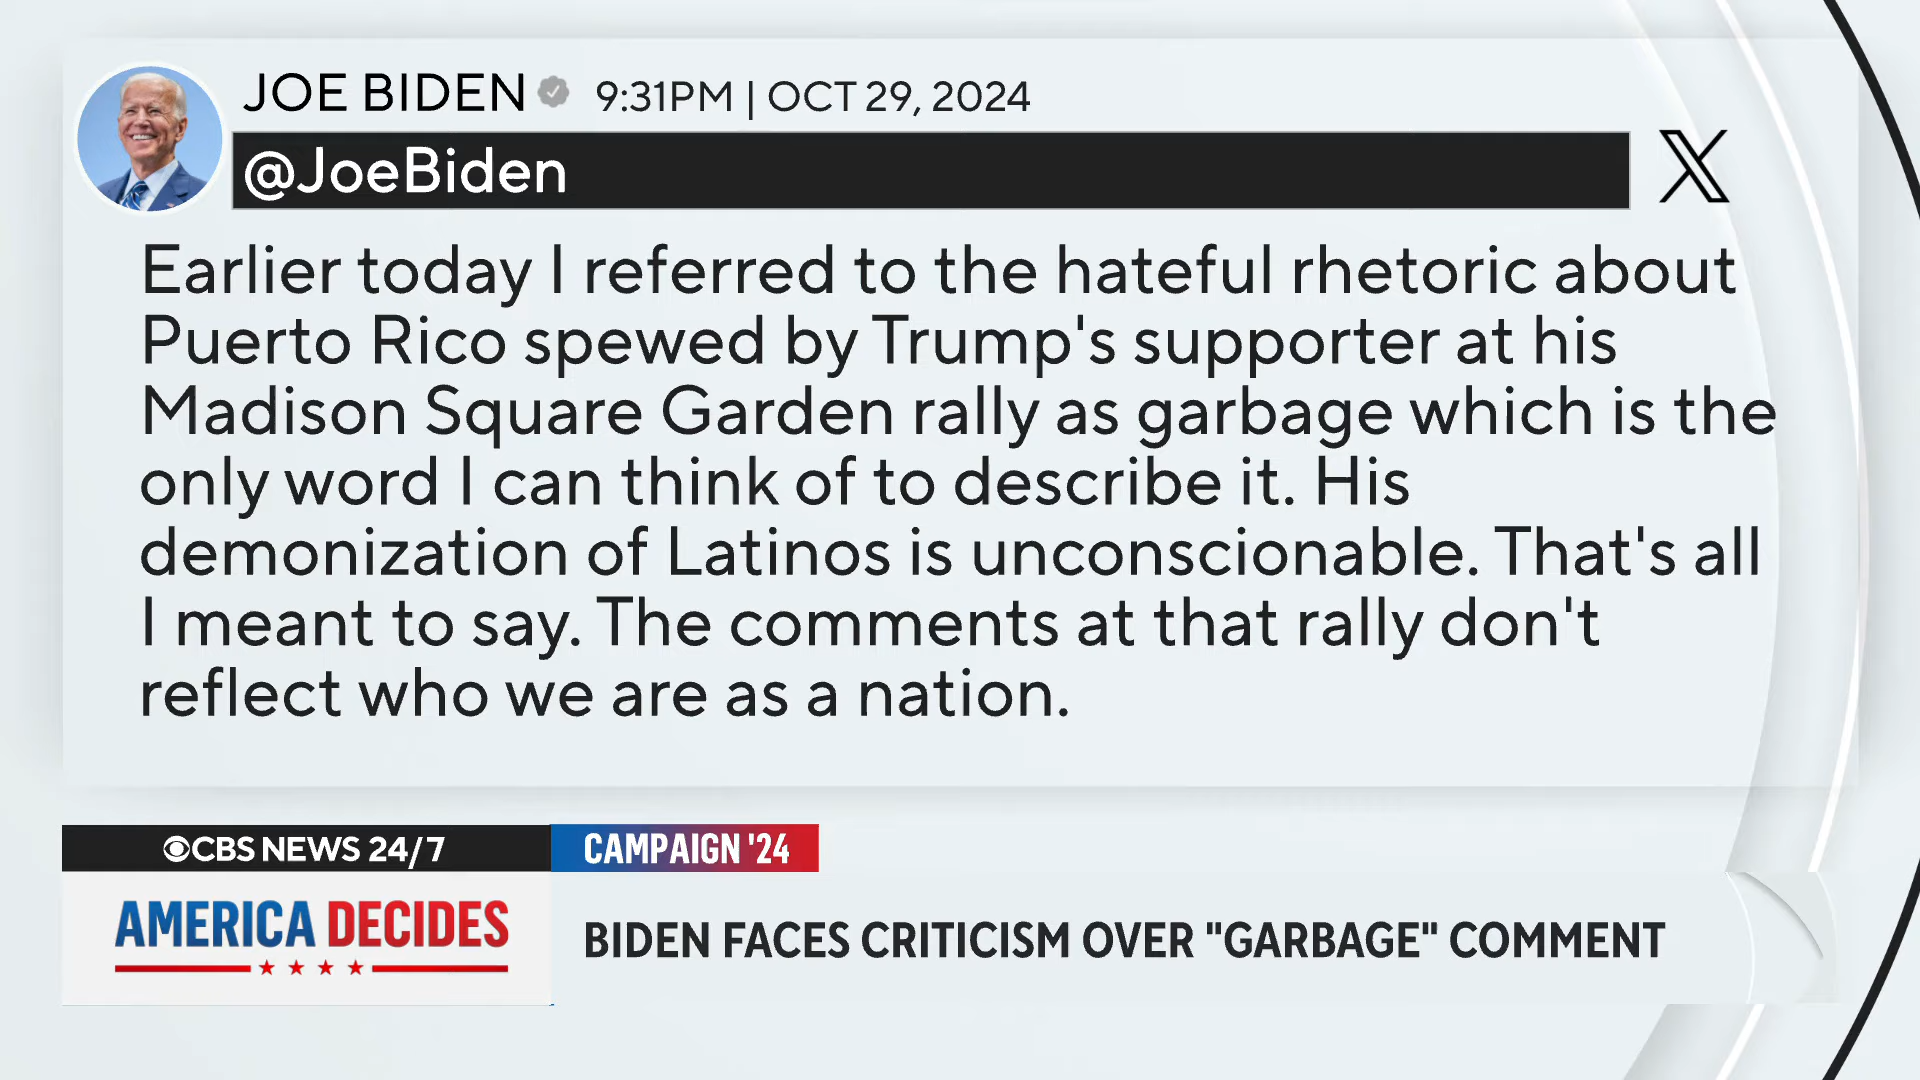 JOE BIDEN 9:31PM | OCT 29, 2024
@JoeBiden
Earlier today I referred to the hateful rhetoric about
Puerto Rico spewed by Trump's supporter at his
Madison Square Garden rally as garbage which is the
only word I can think of to describe it. His
demonization of Latinos is unconscionable. That's all
I meant to say. The comments at that rally don't
reflect who we are as a nation.
CBS NEWS 24/7
CAMPAIGN '24
AMERICA DECIDES
BIDEN FACES CRITICISM OVER "GARBAGE" COMMENT